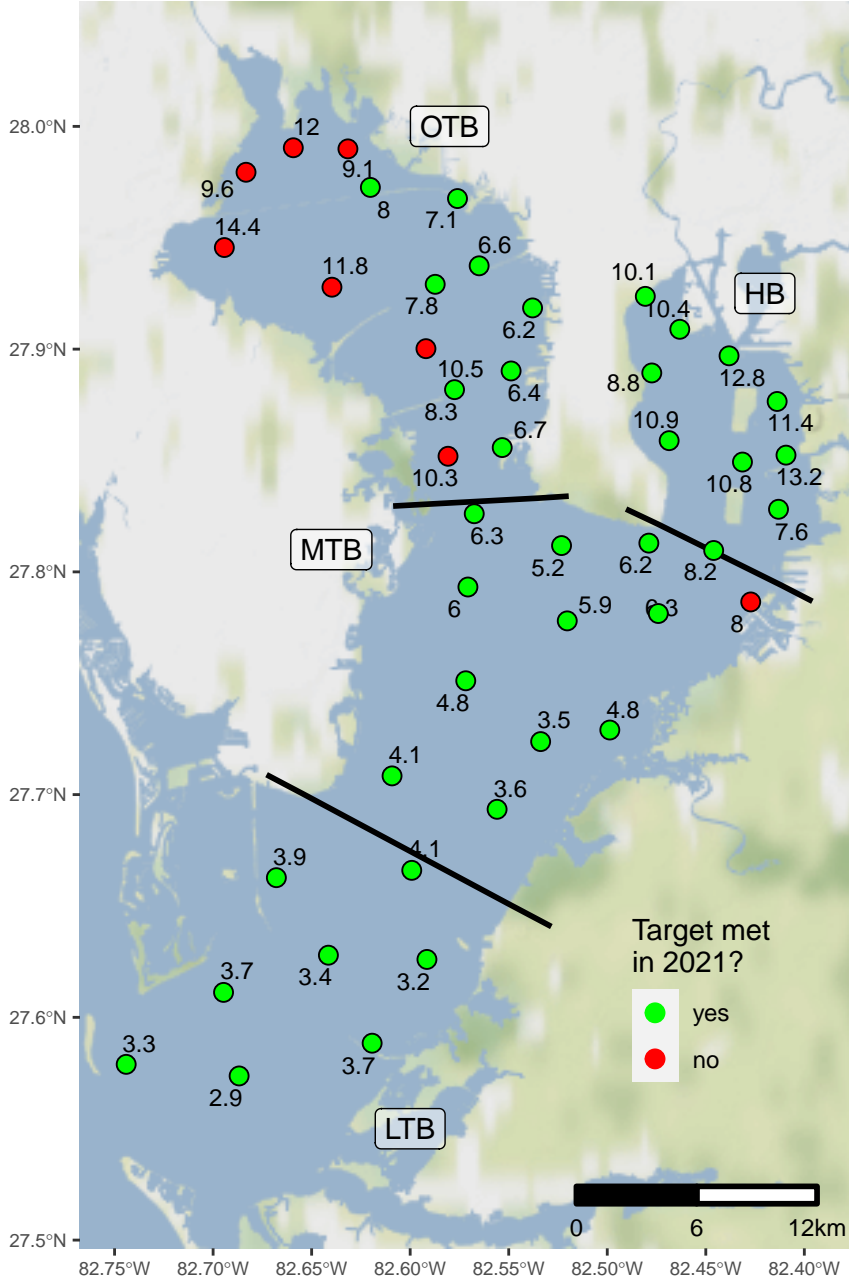 28.0°N
27.9°N
27.8°N
27.7°N
27.6°N
27.5°N
OTB
12
9.1
9.6
8
7.1
14.4
11.8
6.6
7.8
6.2
10.5
8.3
6.4
6.7
10.3
HB
10.1
10.4
12.8
8.8
11.4
10.9
10.8
13.2
7.6
8.2
MTB
6.3
5.2
6.2
6
5.9
6.3
8
4.8
3.5
4.8
4.1
3.6
4.1
3.9
3.4
3.2
3.7
3.3
2.9
3.7
LTB
Target met
in 2021?
yes
no
0 6 12km
82.75°W 82.70°W 82.65°W 82.60°W 82.55°W 82.50°W 82.45°W 82.40°W